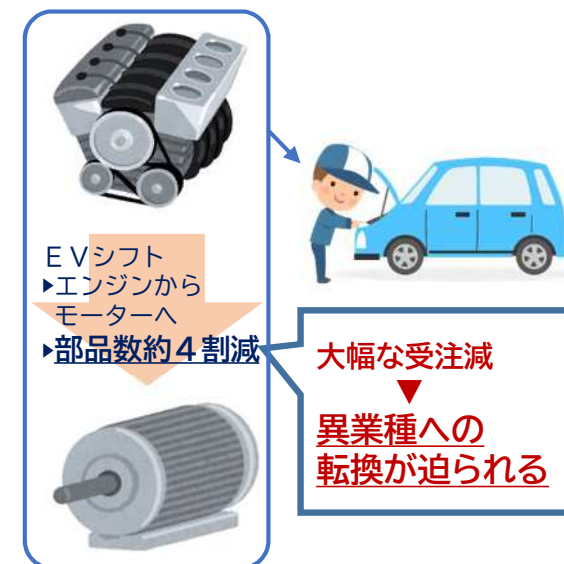 ＥＶシフト
▶エンジンから
モーターへ
▶部品数約４割減
大幅な受注減
▼
異業種への
転換が迫られる